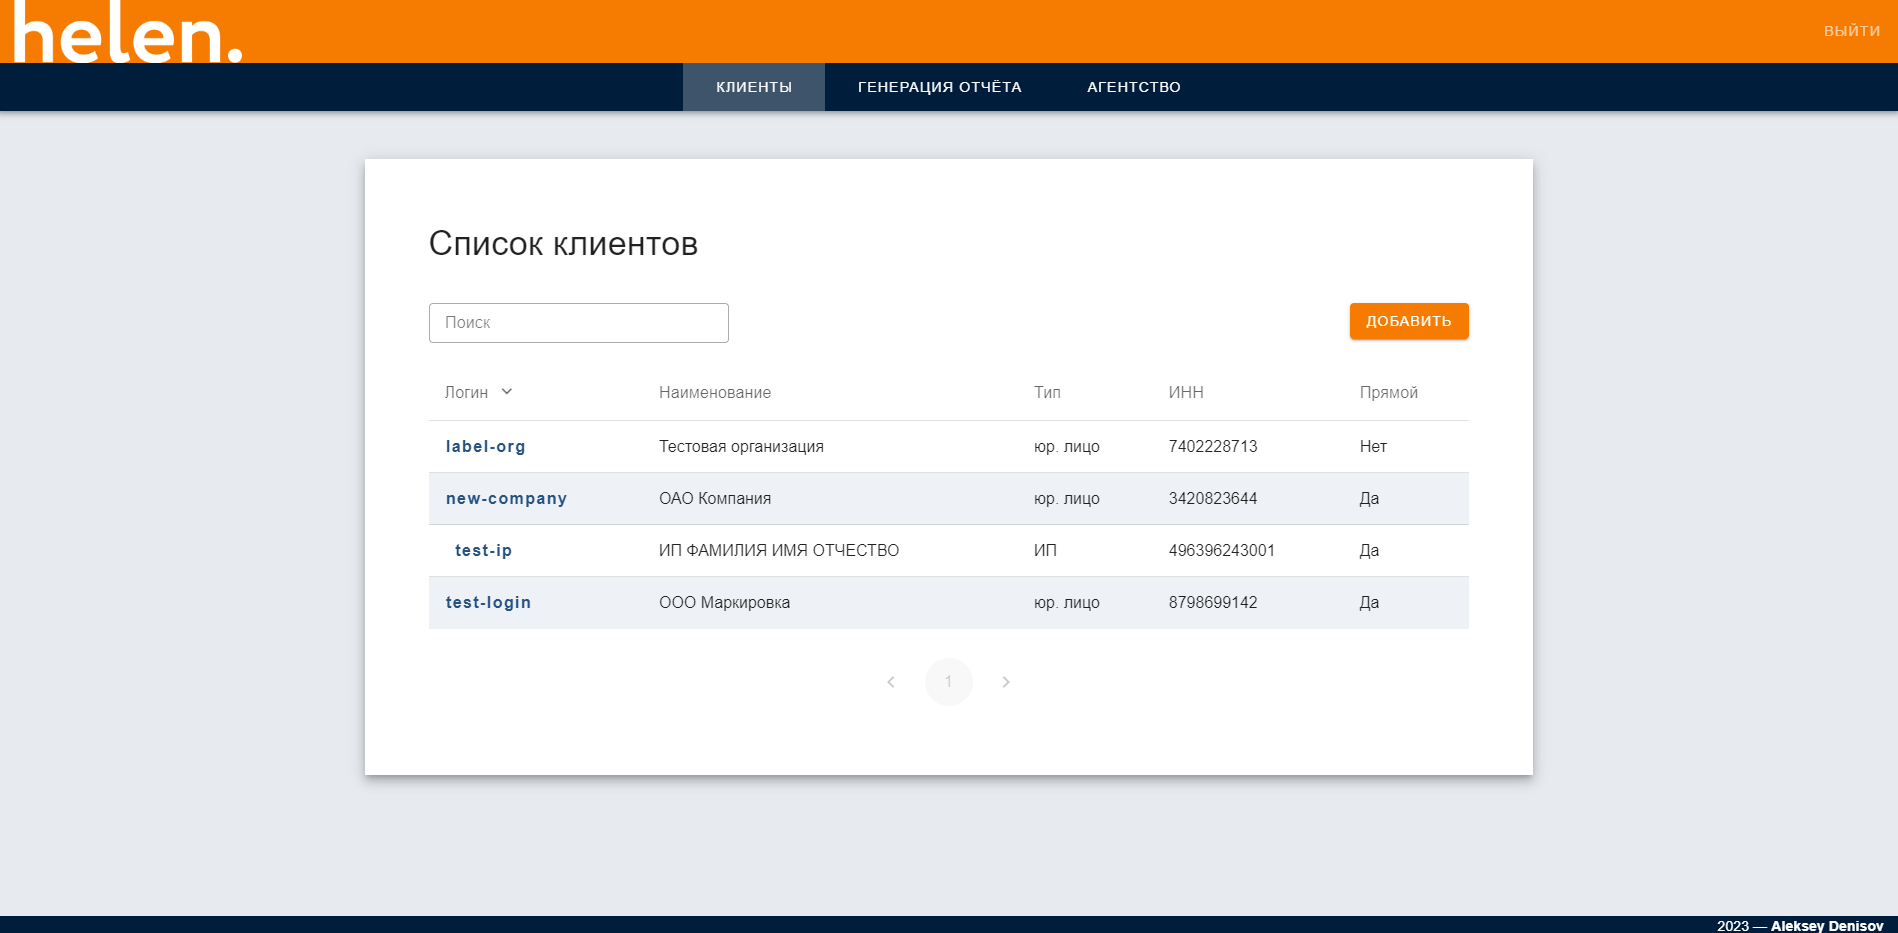 helen.
ВЫЙТИ
КЛИЕНТЫ ГЕНЕРАЦИЯ ОТЧЁТА АГЕНТСТВО
Список клиентов
Поиск ДОБАВИТЬ
Логин Наименование Тип ИНН Прямой
label-org Тестовая организация юр. лицо 7402228713 Нет
new-company ОАО Компания юр. лицо 3420823644 Да
test-ip ИП ФАМИЛИЯ ИМЯ ОТЧЕСТВО ИП 496396243001 Да
test-login ООО Маркировка юр. лицо 8798699142 Да
1
2023 — Aleksey Denisov